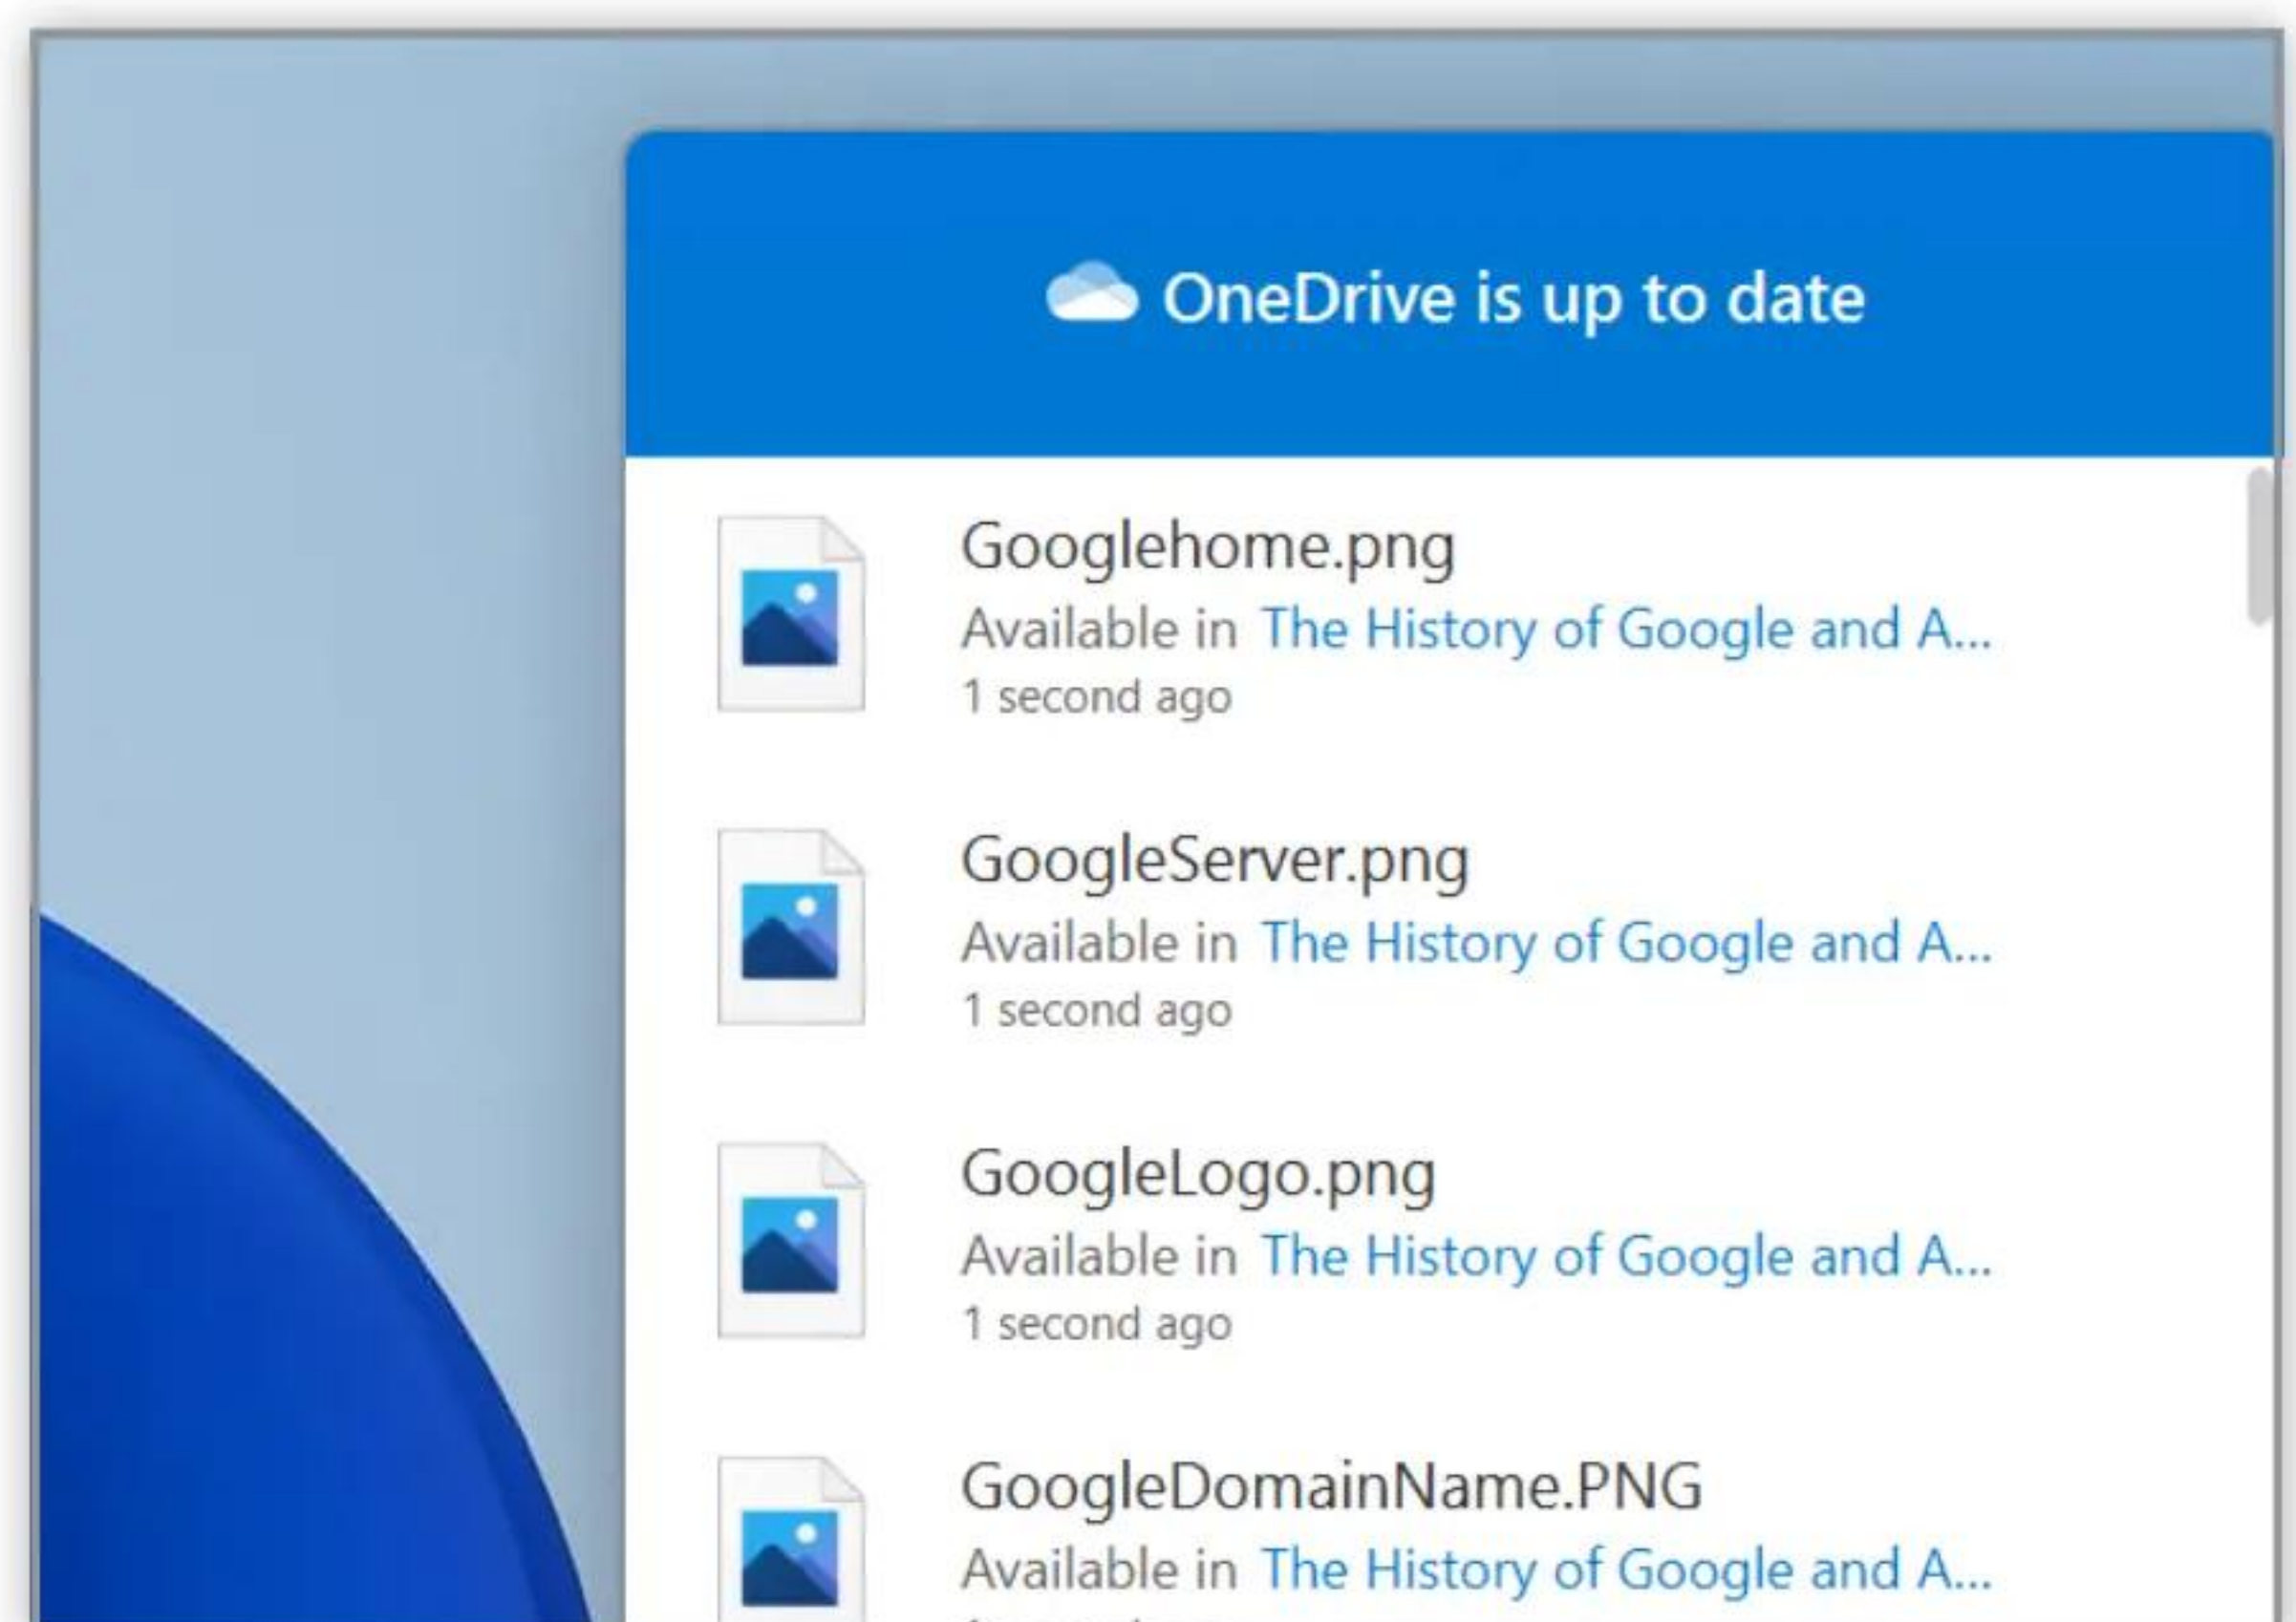 OneDrive is up to date
Googlehome.png
Available in The History of Google and A...
1 second ago
GoogleServer.png
Available in The History of Google and A...
1 second ago
GoogleLogo.png
Available in The History of Google and A...
1 second ago
GoogleDomainName.PNG
Available in The History of Google and A...